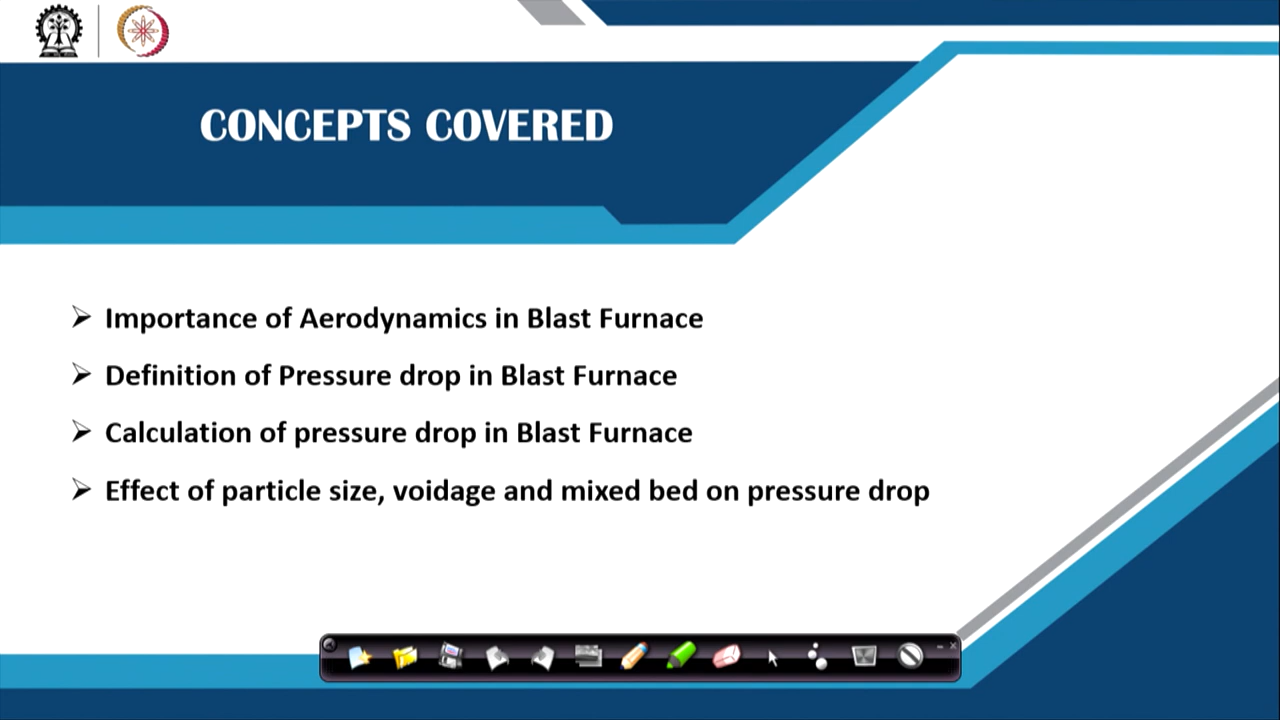 CONCEPTS COVERED
➢ Importance of Aerodynamics in Blast Furnace
➢ Definition of Pressure drop in Blast Furnace
➢ Calculation of pressure drop in Blast Furnace
➢ Effect of particle size, voidage and mixed bed on pressure drop